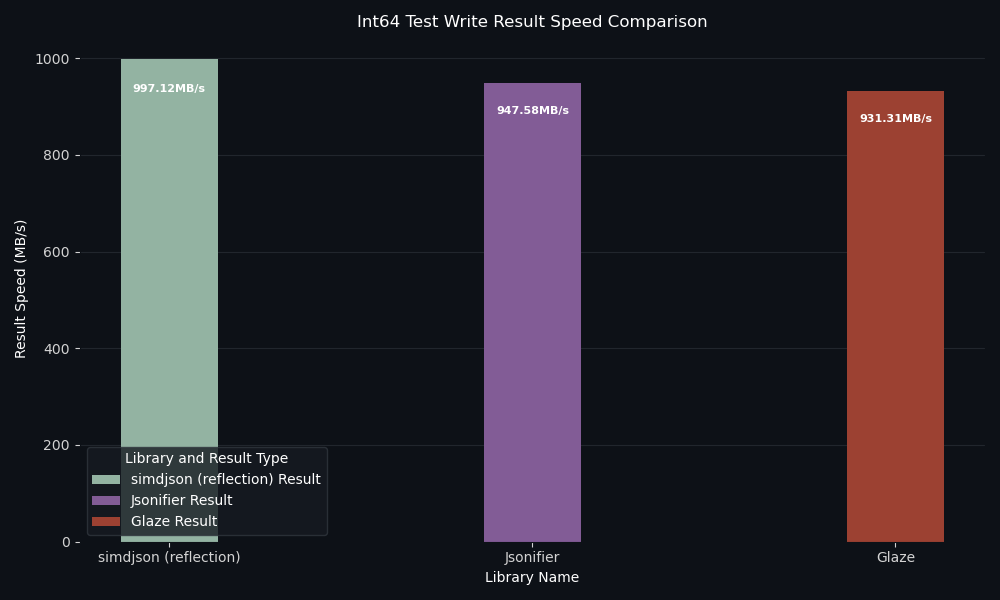 Int64 Test Write Result Speed Comparison
1000
997.12MB/s
947.58MB/s
931.31MB/s
800
600
Result Speed (MB/s)
400
200
Library and Result Type
simdjson (reflection) Result
Jsonifier Result
Glaze Result
0
simdjson (reflection)
Jsonifier
Glaze
Library Name